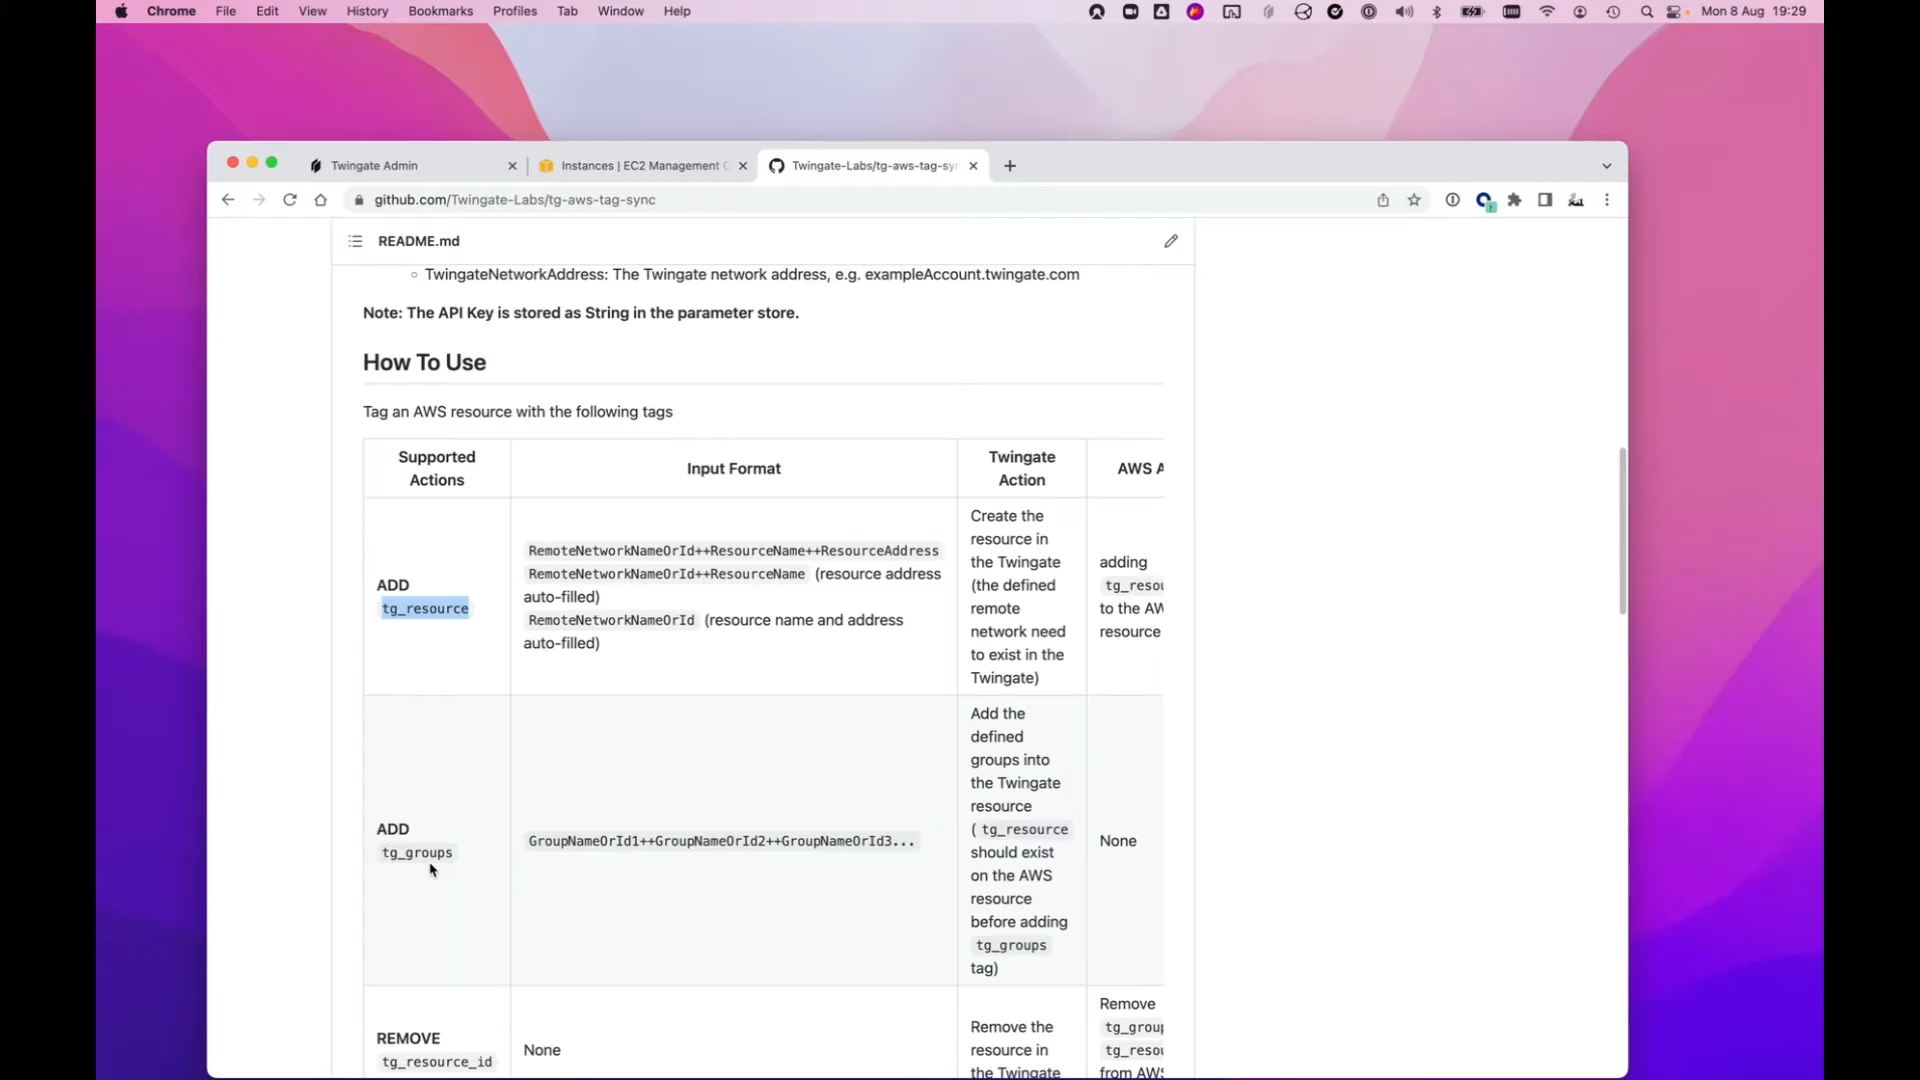 Chrome File Edit View History Bookmarks Profiles Tab Window Help Mon 8 Aug 19:29
Twingate Admin Instances | EC2 Management C Twingate-Labs/tg-aws-tag-sy
github.com/Twingate-Labs/tg-aws-tag-sync
README.md
TwingateNetworkAddress: The Twingate network address, e.g. exampleAccount.twingate.com
Note: The API Key is stored as String in the parameter store.
How To Use
Tag an AWS resource with the following tags
Supported
Actions
Input Format
Twingate
Action
AWS A
ADD
tg_resource
RemoteNetworkNameOrId++ResourceName++ResourceAddress
RemoteNetworkNameOrId++ResourceName (resource address
auto-filled)
RemoteNetworkNameOrId (resource name and address
auto-filled)
Create the
resource in
the Twingate
(the defined
remote
network need
to exist in the
Twingate)
adding
tg_resou
to the AW
resource
ADD
tg_groups
GroupNameOrId1++GroupNameOrId2++GroupNameOrId3...
Add the
defined
groups into
the Twingate
resource
( tg_resource
should exist
on the AWS
resource
before adding
tg_groups
tag)
None
REMOVE
tg_resource_id
None
Remove the
resource in
the Twingate
Remove
tg_group
tg_resou
from AWS